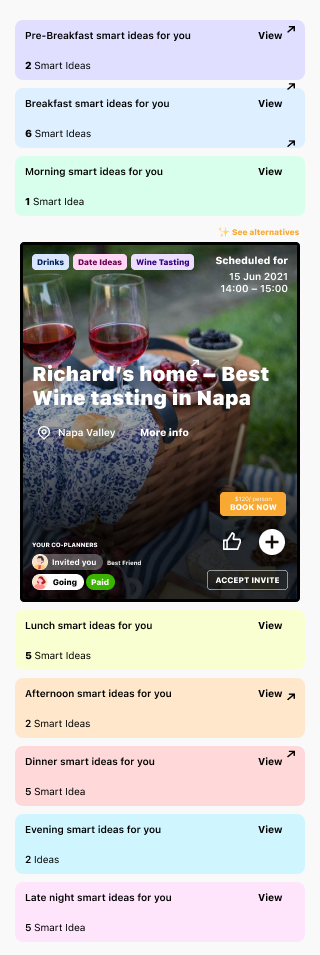 Pre-Breakfast smart ideas for you View
2 Smart Ideas
Breakfast smart ideas for you View
6 Smart Ideas
Morning smart ideas for you View
1 Smart Idea
✨ See alternatives
Drinks Date Ideas Wine Tasting
Scheduled for
15 Jun 2021
14:00 – 15:00
Richard’s home – Best
Wine tasting in Napa
Napa Valley More info
$120/ person
BOOK NOW
YOUR CO-PLANNERS
Invited you Best Friend
Going Paid
ACCEPT INVITE
Lunch smart ideas for you View
5 Smart Ideas
Afternoon smart ideas for you View
2 Smart Ideas
Dinner smart ideas for you View
5 Smart Idea
Evening smart ideas for you View
2 Ideas
Late night smart ideas for you View
5 Smart Idea